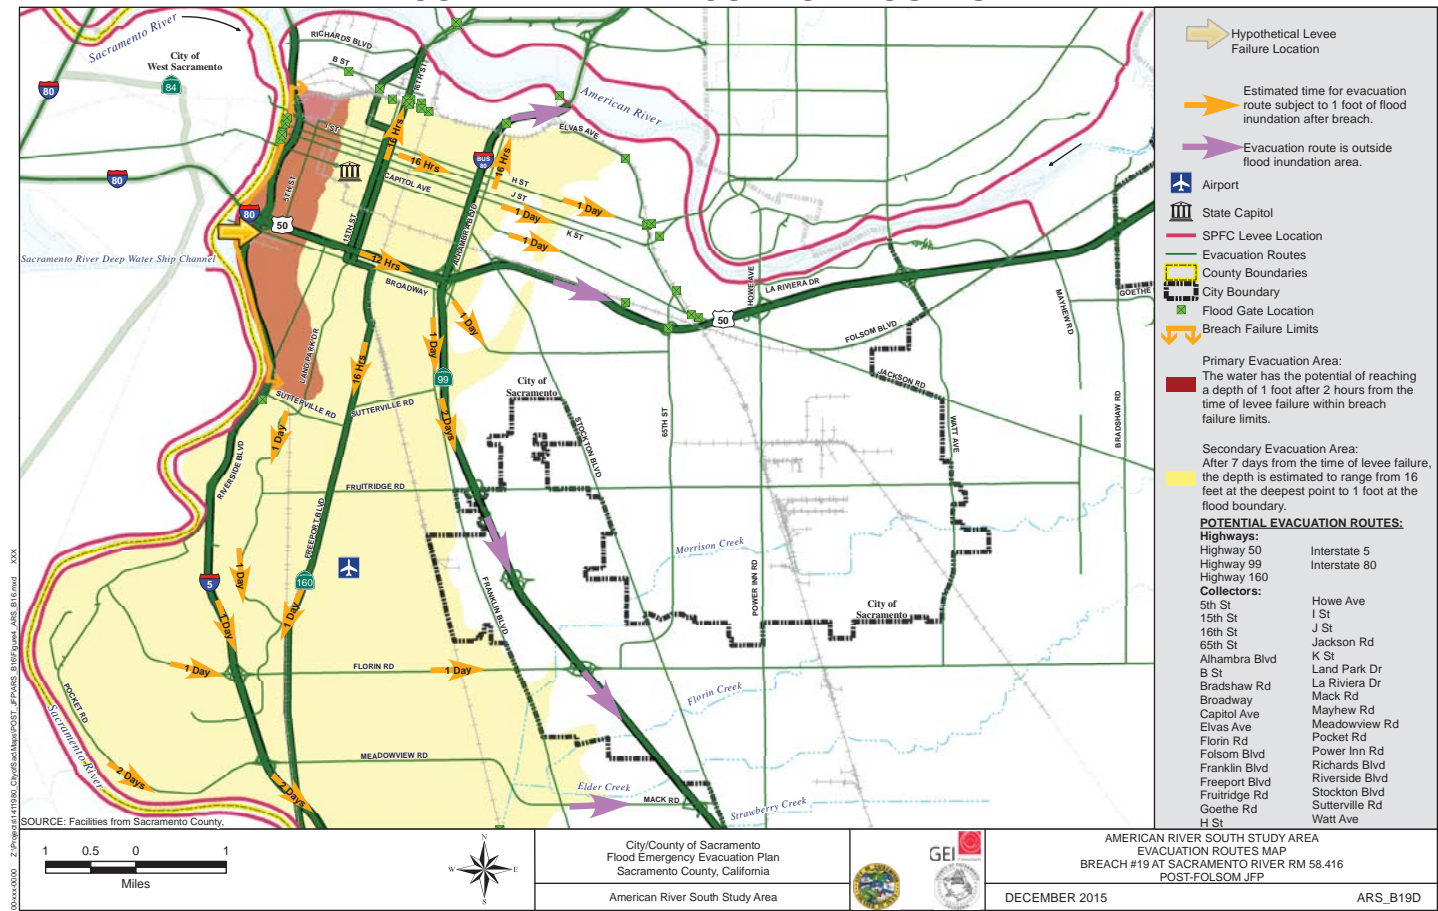 Sacramento River
City of
West Sacramento
84
80
80
80
RICHARDS BLVD
B ST
16TH ST
American River
ELVAS AVE
J ST
16 Hrs
16 Hrs
16 Hrs
BUS
80
5TH ST
CAPITOL AVE
H ST
J ST
K ST
1 Day
1 Day
1 Day
15TH ST
ALHAMBRA BLVD
50
12 Hrs
BROADWAY
Sacramento River Deep Water Ship Channel
HOWE AVE
LA RIVIERA DR
50
FOLSOM BLVD
MAYHEW RD
GOETHE
LAND PARK DR
16 Hrs
1 Day
1 Day
99
JACKSON RD
City of
Sacramento
SUTTERVILLE RD
SUTTERVILLE RD
1 Day
2 Days
STOCKTON BLVD
65TH ST
WATT AVE
BRADSHAW RD
RIVERSIDE BLVD
FRUITRIDGE RD
FREEPORT BLVD
Morrison Creek
1 Day
5
160
1 Day
1 Day
FRANKLIN BLVD
POWER INN RD
City of
Sacramento
1 Day
FLORIN RD
1 Day
POCKET RD
Florin Creek
Sacramento River
MEADOWVIEW RD
2 Days
2 Days
Elder Creek
MACK RD
Strawberry Creek
SOURCE: Facilities from Sacramento County,
Hypothetical Levee
Failure Location
Estimated time for evacuation
route subject to 1 foot of flood
inundation after breach.
Evacuation route is outside
flood inundation area.
Airport
State Capitol
SPFC Levee Location
Evacuation Routes
County Boundaries
City Boundary
Flood Gate Location
Breach Failure Limits
Primary Evacuation Area:
The water has the potential of reaching
a depth of 1 foot after 2 hours from the
time of levee failure within breach
failure limits.
Secondary Evacuation Area:
After 7 days from the time of levee failure,
the depth is estimated to range from 16
feet at the deepest point to 1 foot at the
flood boundary.
POTENTIAL EVACUATION ROUTES:
Highways:
Highway 50
Highway 99
Highway 160
Interstate 5
Interstate 80
Collectors:
5th St
15th St
16th St
65th St
Alhambra Blvd
B St
Bradshaw Rd
Broadway
Capitol Ave
Elvas Ave
Florin Rd
Folsom Blvd
Franklin Blvd
Freeport Blvd
Fruitridge Rd
Goethe Rd
H St
Howe Ave
I St
J St
Jackson Rd
K St
Land Park Dr
La Riviera Dr
Mack Rd
Mayhew Rd
Meadowview Rd
Pocket Rd
Power Inn Rd
Richards Blvd
Riverside Blvd
Stockton Blvd
Sutterville Rd
Watt Ave
1 0.5 0 1
Miles
N
W E
S
City/County of Sacramento
Flood Emergency Evacuation Plan
Sacramento County, California
American River South Study Area
GEI
AMERICAN RIVER SOUTH STUDY AREA
EVACUATION ROUTES MAP
BREACH #19 AT SACRAMENTO RIVER RM 58.416
POST-FOLSOM JFP
DECEMBER 2015
ARS_B19D